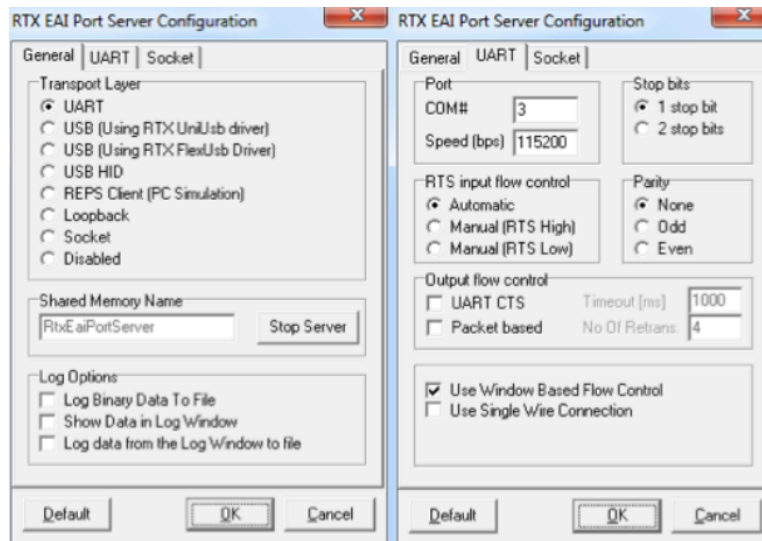 RTX EAI Port Server Configuration
General UART Socket
Transport Layer
UART
USB (Using RTX UniUsb driver)
USB (Using RTX FlexUsb Driver)
USB HID
REPS Client (PC Simulation)
Loopback
Socket
Disabled
Shared Memory Name
RtxEaiPortServer Stop Server
Log Options
Log Binary Data To File
Show Data in Log Window
Log data from the Log Window to file
Default OK Cancel
RTX EAI Port Server Configuration
General UART Socket
Port
COM# 3
Speed (bps) 115200
Stop bits
1 stop bit
2 stop bits
RTS input flow control
Automatic
Manual (RTS High)
Manual (RTS Low)
Parity
None
Odd
Even
Output flow control
UART CTS Timeout [ms] 1000
Packet based No Of Retrans. 4
Use Window Based Flow Control
Use Single Wire Connection
Default OK Cancel